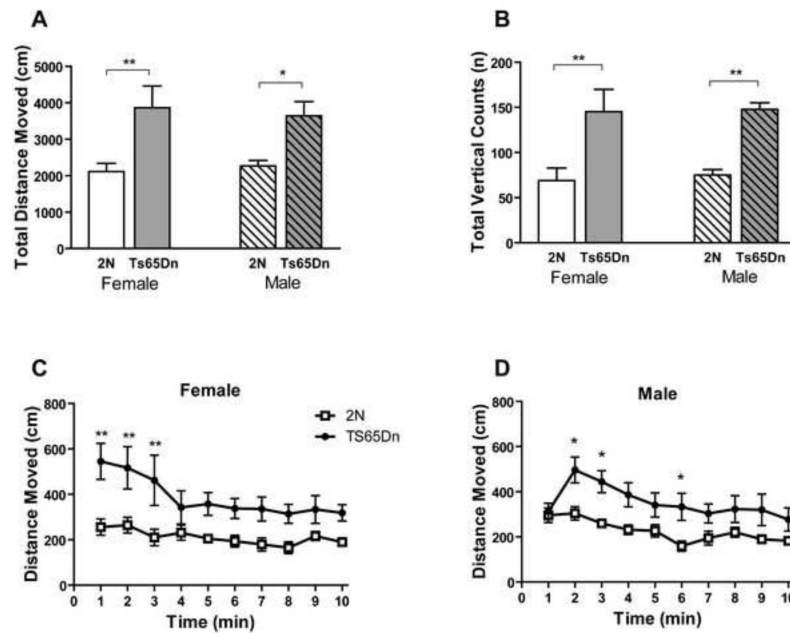 A
Total Distance Moved (cm)
5000
4000
3000
2000
1000
0
**
*
2N Ts65Dn 2N Ts65Dn
Female Male
B
Total Vertical Counts (n)
200
150
100
50
0
**
**
2N Ts65Dn 2N Ts65Dn
Female Male
C
Female
Distance Moved (cm)
800
600
400
200
0
** ** **
2N
TS65Dn
0 1 2 3 4 5 6 7 8 9 10
Time (min)
D
Male
Distance Moved (cm)
800
600
400
200
0
* * *
0 1 2 3 4 5 6 7 8 9 10
Time (min)